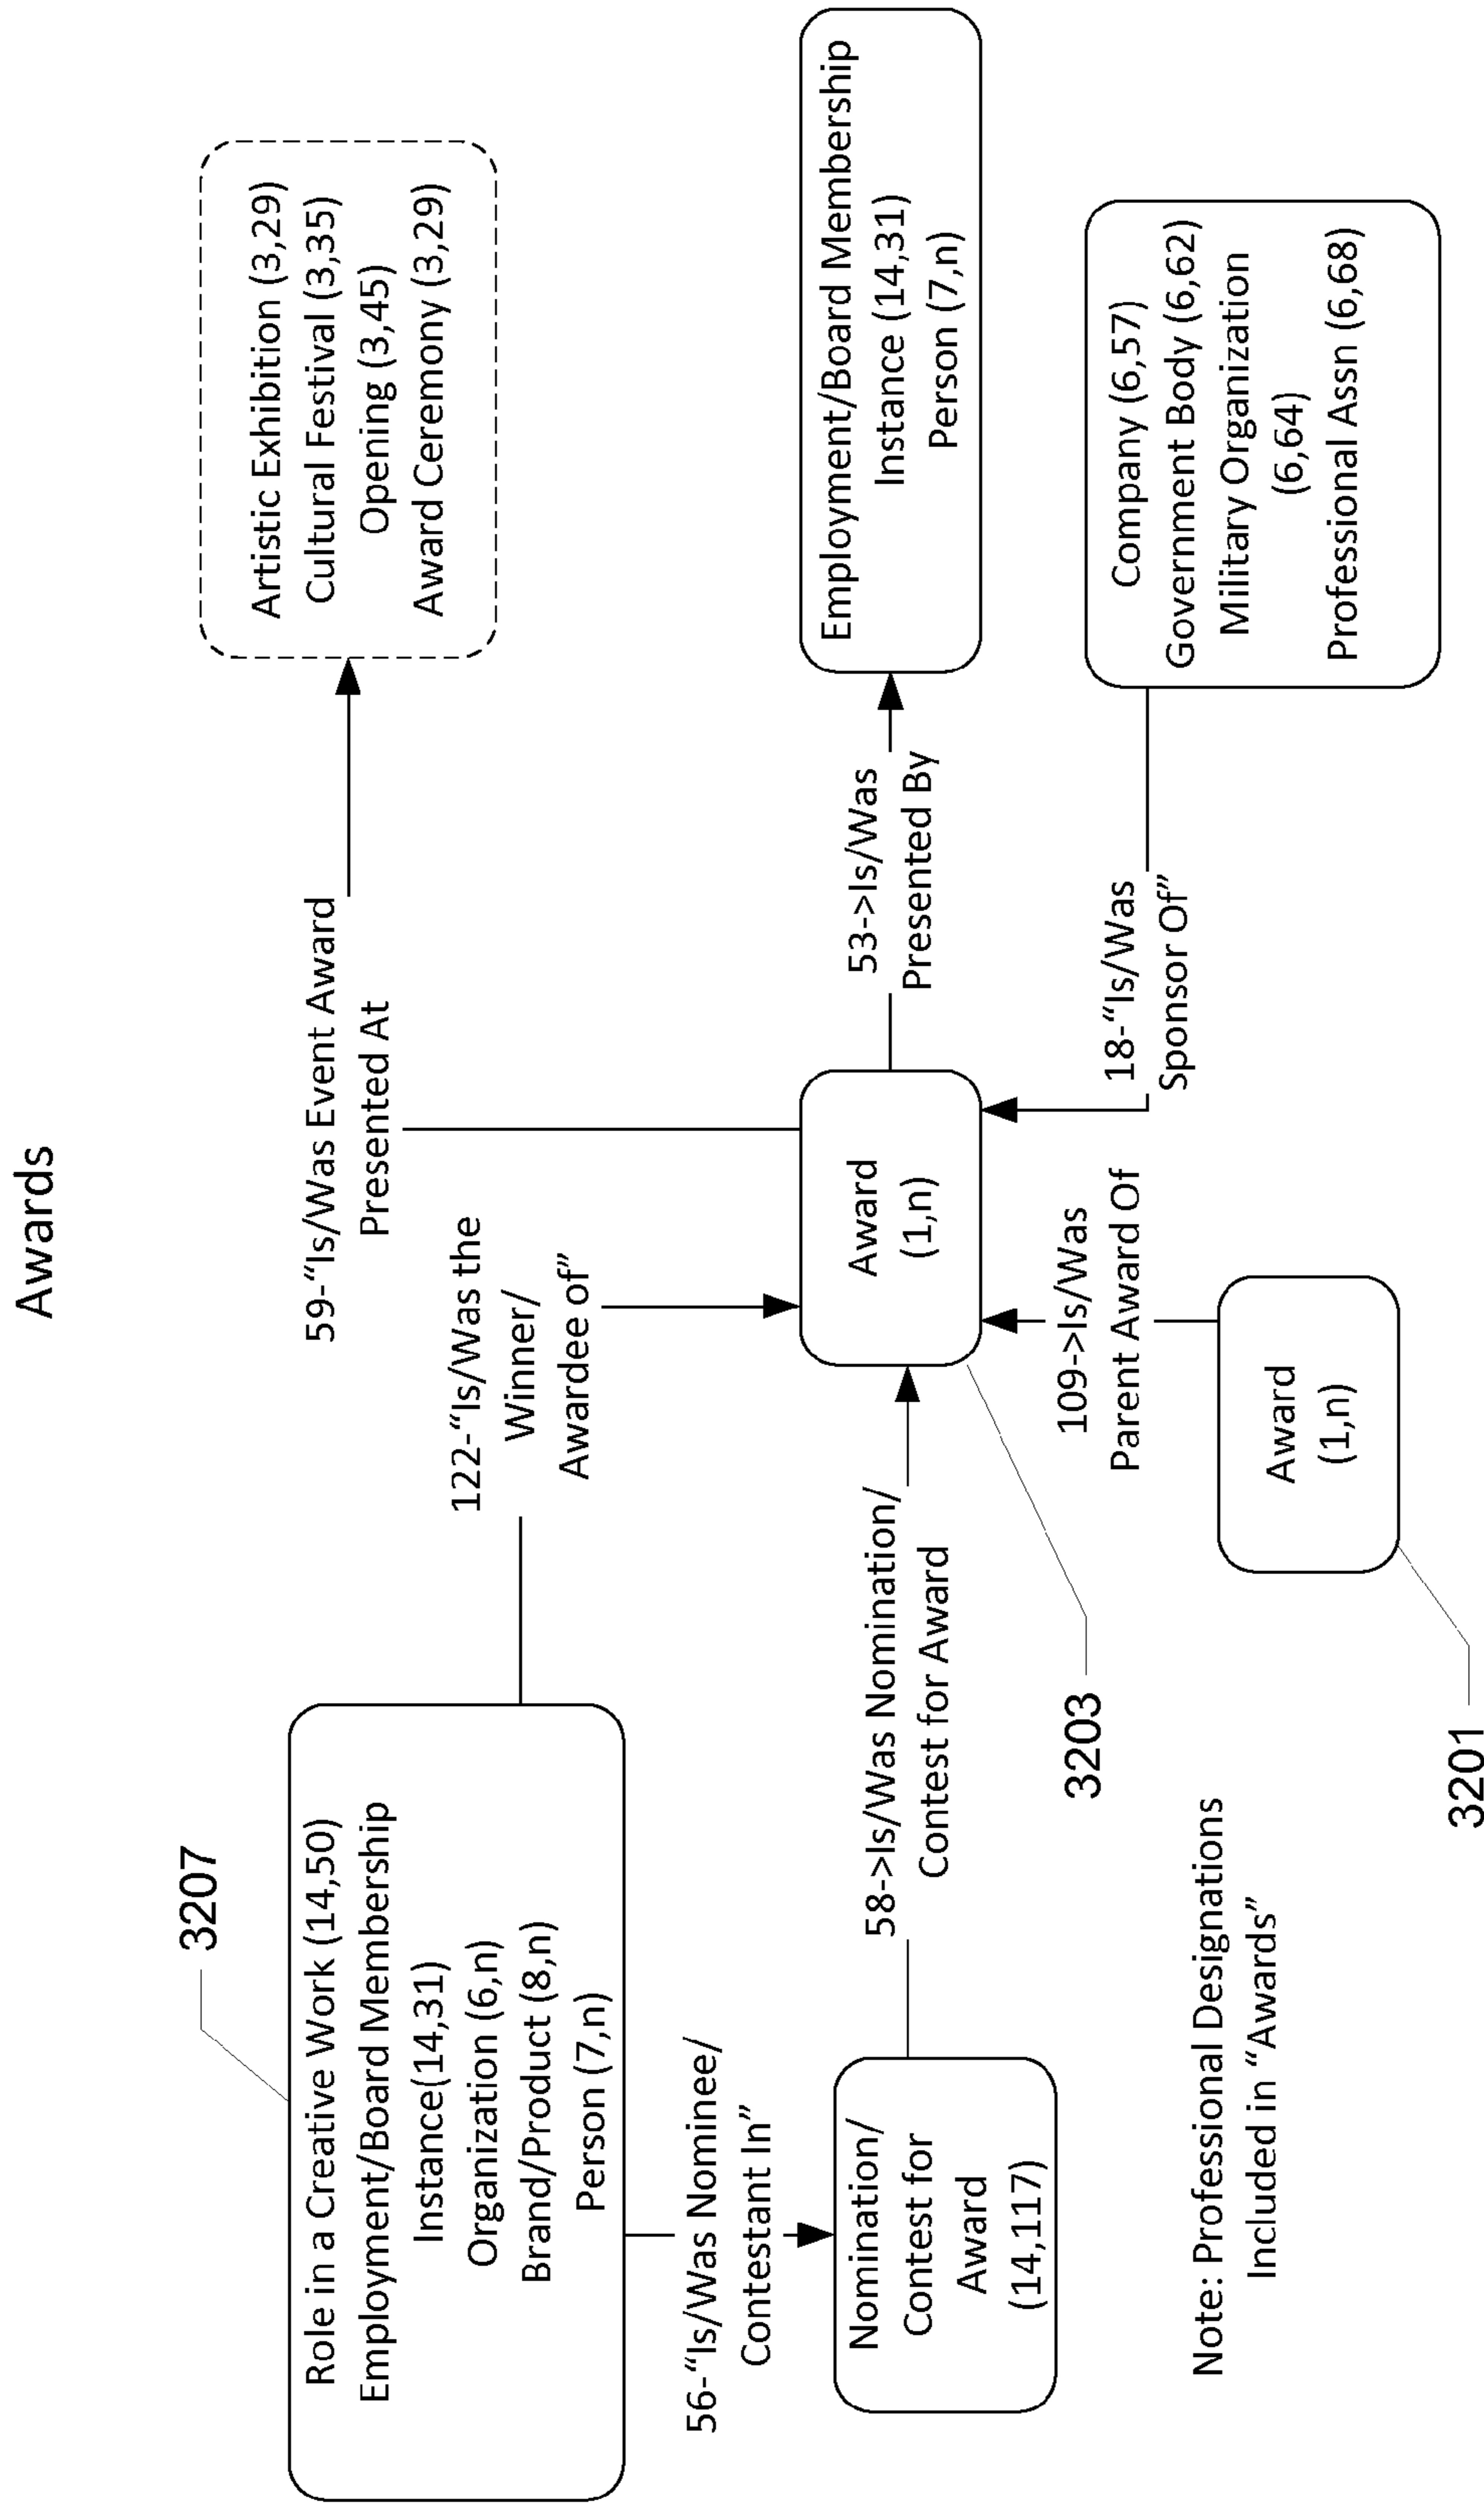 Awards
3207
Role in a Creative Work (14,50)
Employment/Board Membership
Instance(14,31)
Organization (6,n)
Brand/Product (8,n)
Person (7,n)
59-“Is/Was Event Award
Presented At
Artistic Exhibition (3,29)
Cultural Festival (3,35)
Opening (3,45)
Award Ceremony (3,29)
122-“Is/Was the
Winner/
Awardee of”
56-“Is/Was Nominee/
Contestant In”
Nomination/
Contest for
Award
(14,117)
58->Is/Was Nomination/
Contest for Award
Award
(1,n)
53->Is/Was
Presented By
Employment/Board Membership
Instance (14,31)
Person (7,n)
3203
109->Is/Was
Parent Award Of
18-“Is/Was
Sponsor Of”
Company (6,57)
Government Body (6,62)
Military Organization
(6,64)
Professional Assn (6,68)
Note: Professional Designations
Included in “Awards”
Award
(1,n)
3201